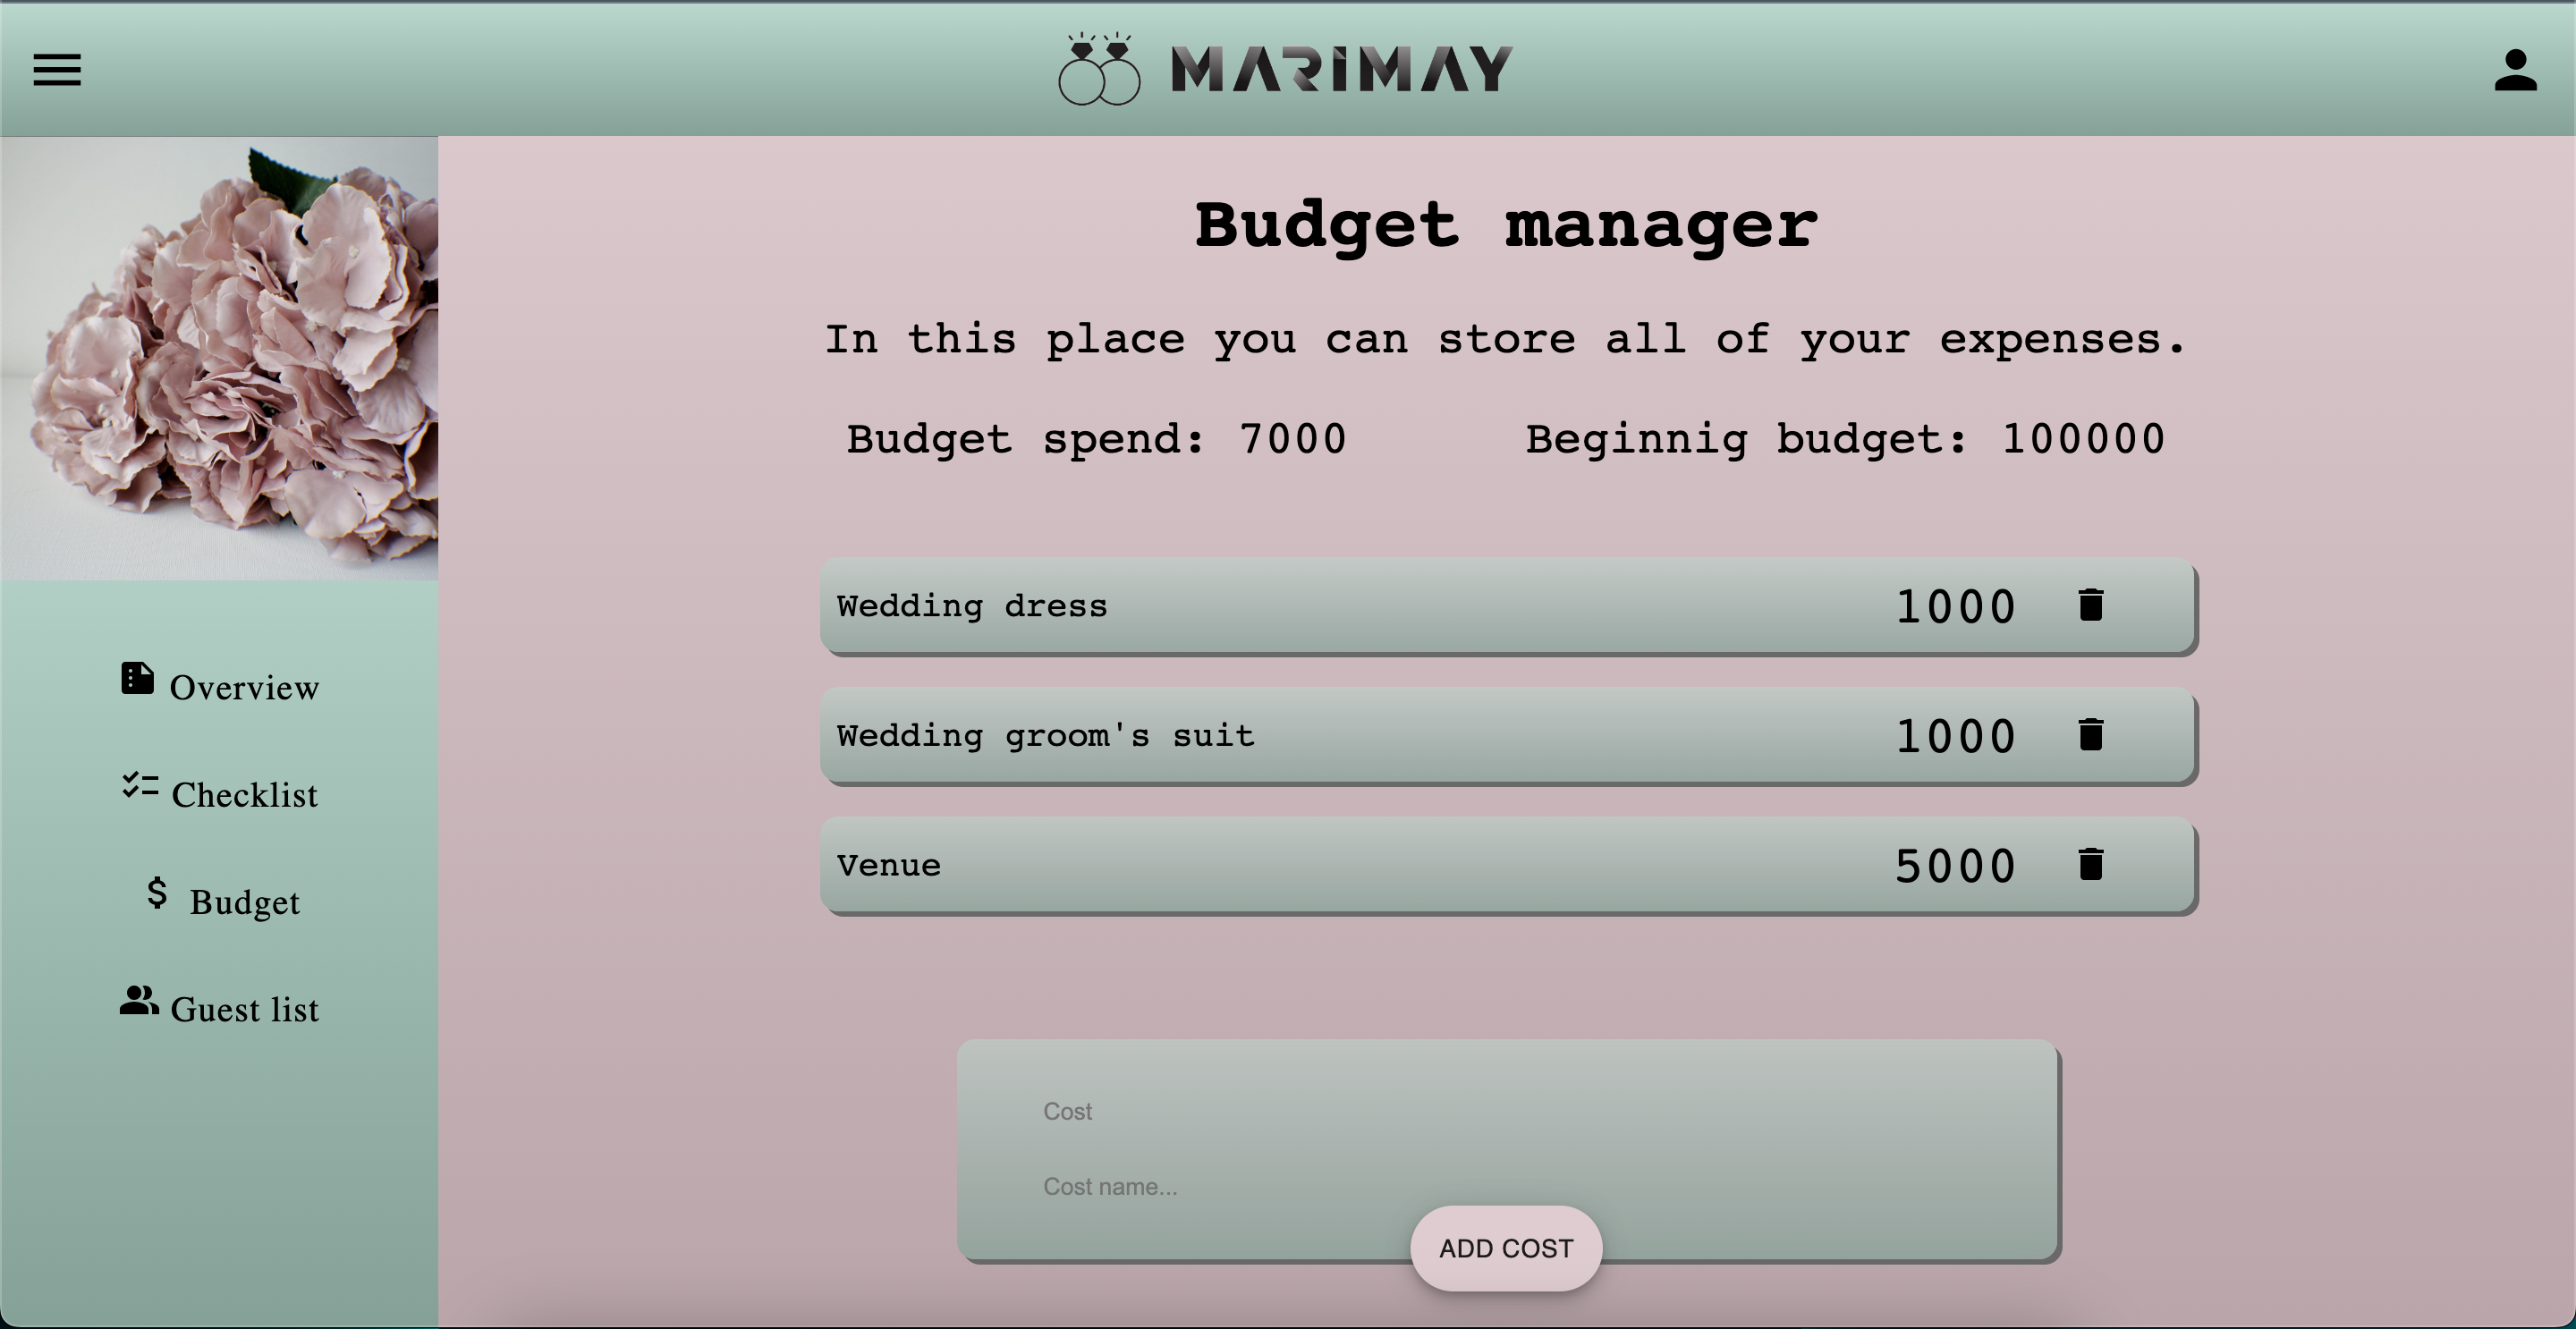 MARIMAY
Budget manager
In this place you can store all of your expenses.
Budget spend: 7000
Beginnig budget: 100000
Wedding dress 1000
Wedding groom's suit 1000
Venue 5000
Overview
Checklist
Budget
Guest list
Cost
Cost name...
ADD COST